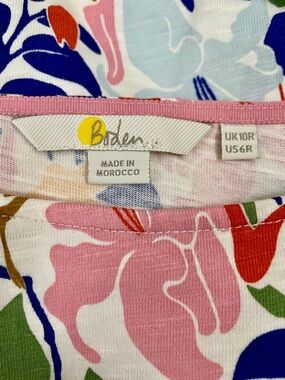 Boden
UK10R
US6R
MADE IN
MOROCCO